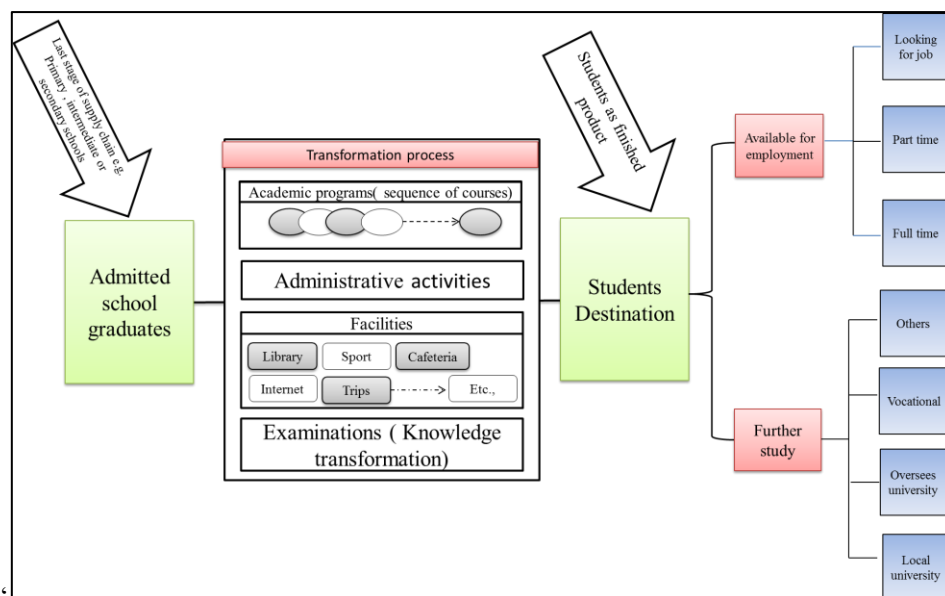 Last stage of supply chain e.g.
Primary , intermediate or
secondary schools
Admitted
school
graduates
Transformation process
Academic programs( sequence of courses)
Administrative activities
Facilities
Library
Sport
Cafeteria
Internet
Trips
Etc.,
Examinations ( Knowledge
transformation)
Students as finished
product
Students
Destination
Available for
employment
Looking
for job
Part time
Full time
Further
study
Others
Vocational
Oversees
university
Local
university
“